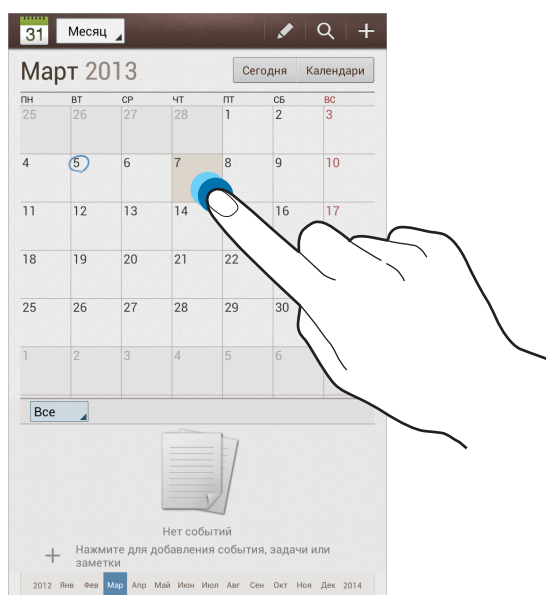 31 Месяц
Март 2013 Сегодня Календари
ПН ВТ СР ЧТ ПТ СБ ВС
25 26 27 28 1 2 3
4 5 6 7 8 9 10
11 12 13 14 16 17
18 19 20 21 22
25 26 27 28 29 30
1 2 3 4 5 6
Все
Нет событий
Нажмите для добавления события, задачи или
заметки
2012 Янв Фев Мар Апр Май Июн Июл Авг Сен Окт Ноя Дек 2014